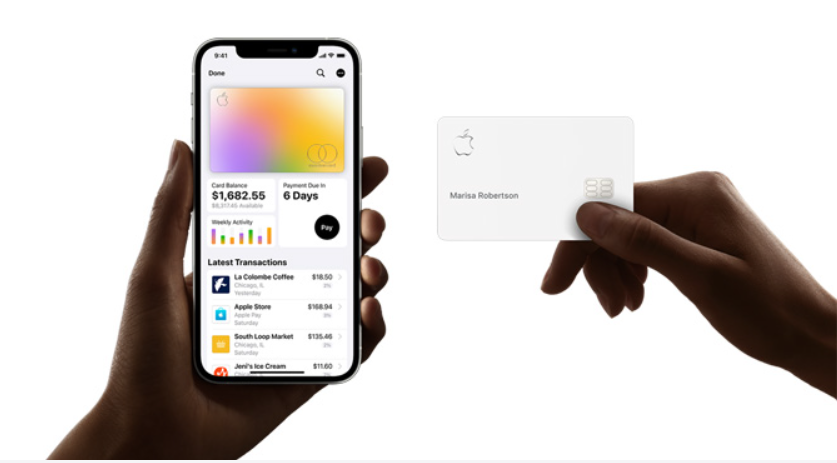 9:41
Done
Card Balance
$1,682.55
$8,317.45 Available
Payment Due In
6 Days
Weekly Activity
Pay
Latest Transactions
La Colombe Coffee $18.50
Chicago, IL 2%
Yesterday
Apple Store $168.94
Apple Pay 3%
Saturday
South Loop Market $135.46
Chicago, IL 2%
Saturday
Jeni's Ice Cream $11.60
Marisa Robertson